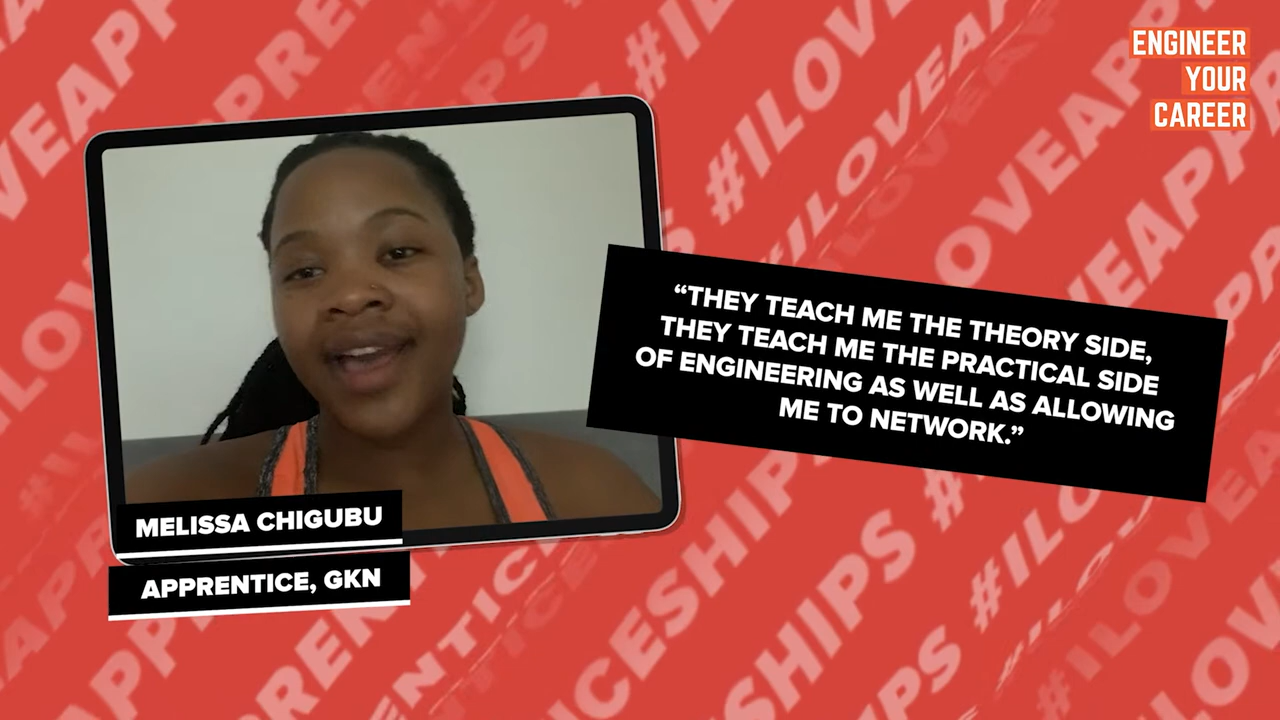 ENGINEER
YOUR
CAREER
“THEY TEACH ME THE THEORY SIDE,
THEY TEACH ME THE PRACTICAL SIDE
OF ENGINEERING AS WELL AS ALLOWING
ME TO NETWORK.”
MELISSA CHIGUBU
APPRENTICE, GKN